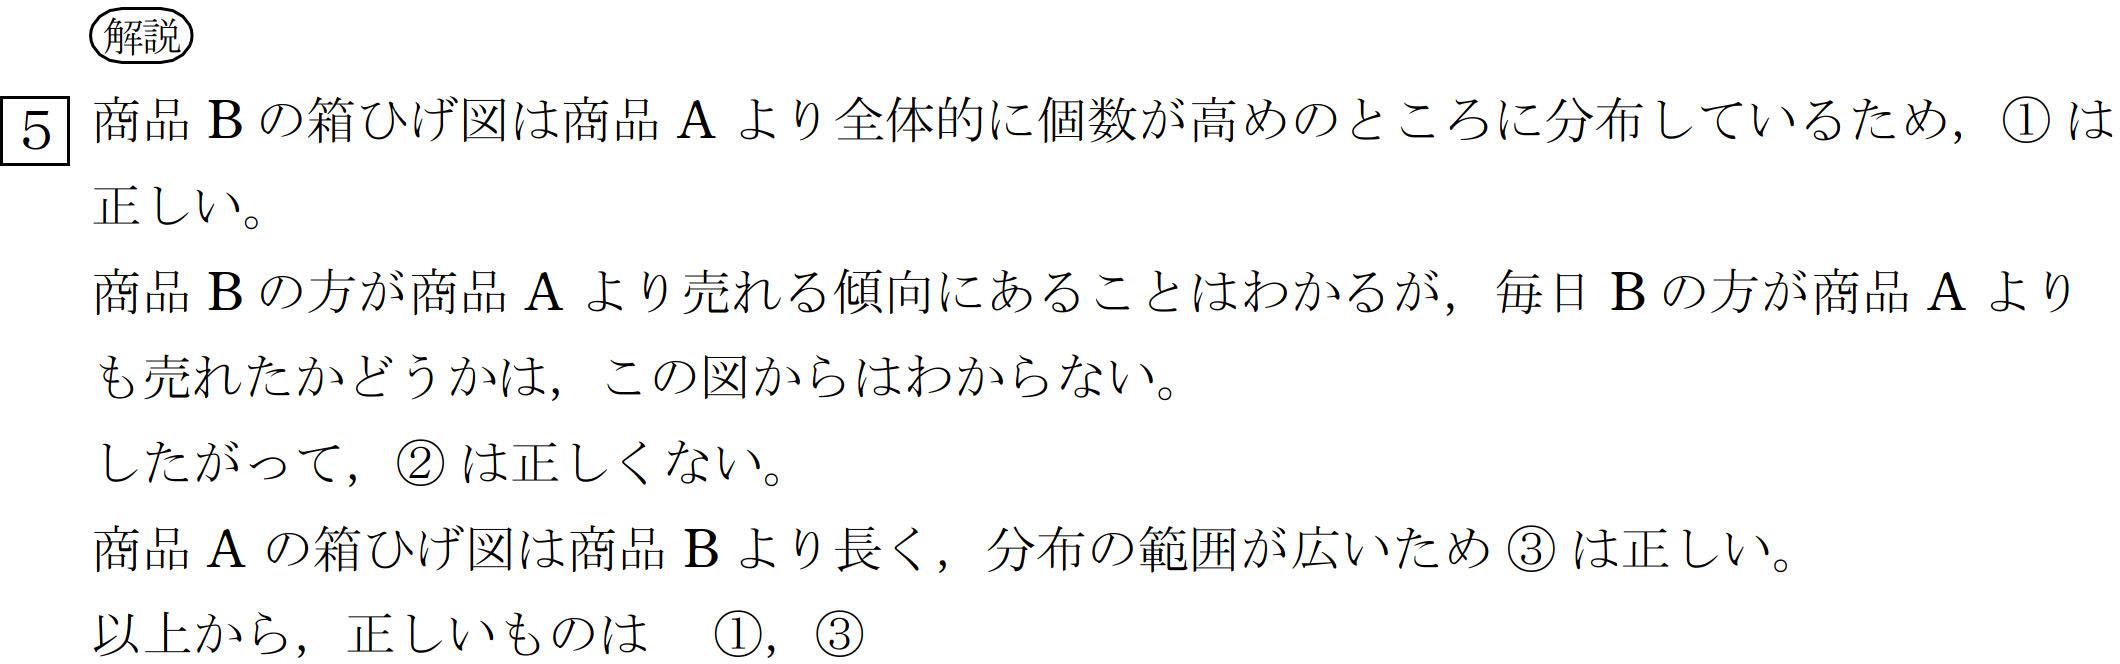 解説
5 商品 B の箱ひげ図は商品 A より全体的に個数が高めのところに分布しているため，① は
正しい。
商品 B の方が商品 A より売れる傾向にあることはわかるが，毎日 B の方が商品 A より
も売れたかどうかは，この図からはわからない。
したがって，② は正しくない。
商品 A の箱ひげ図は商品 B より長く，分布の範囲が広いため ③ は正しい。
以上から，正しいものは　①，③